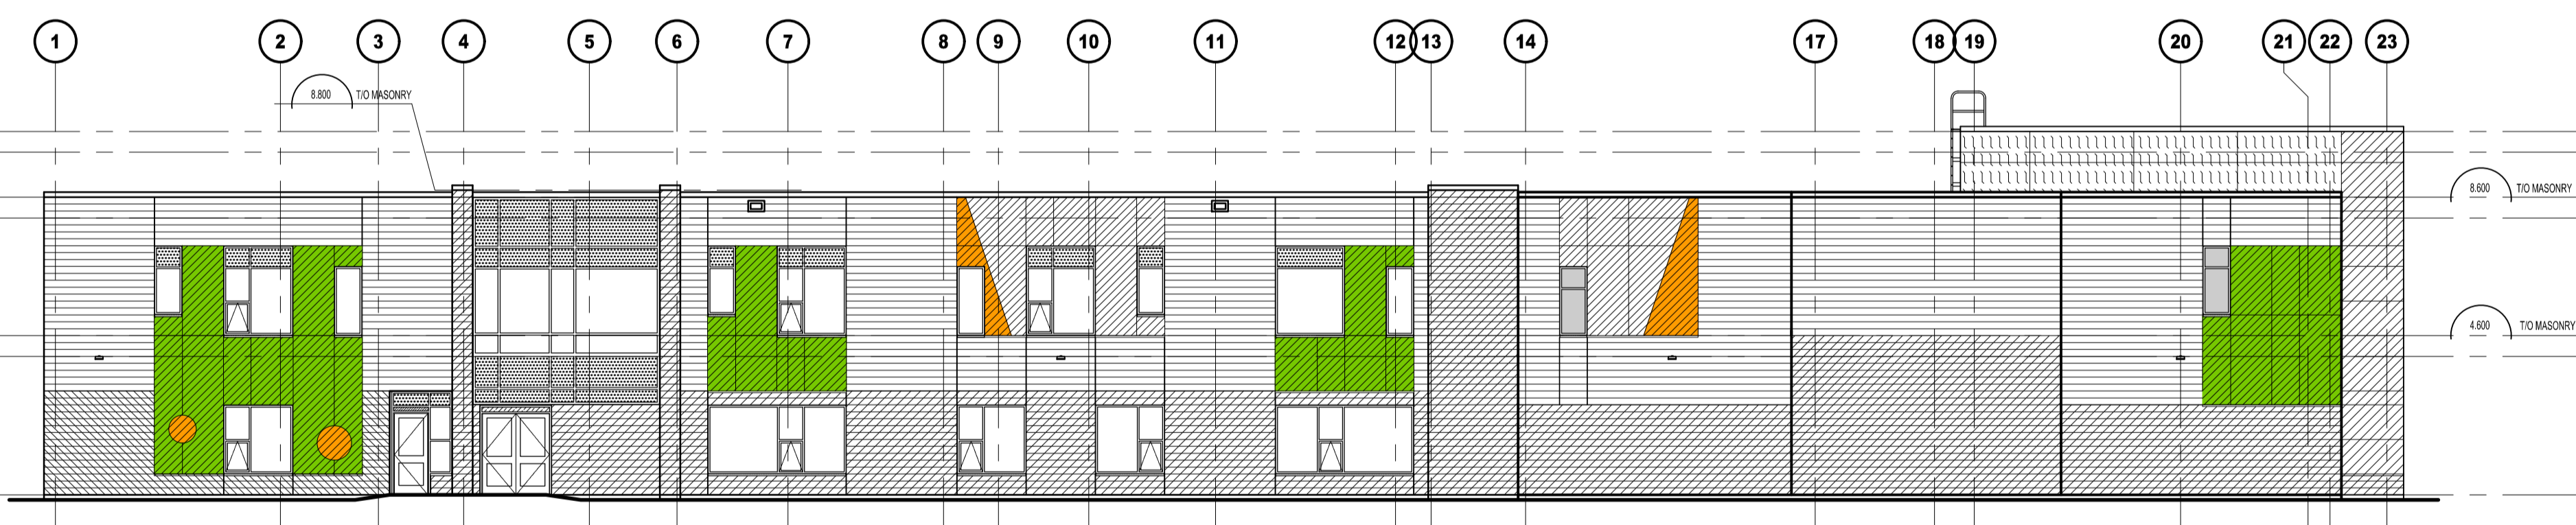 1 2 3 4 5 6 7 8 9 10 11 12 13 14 17 18 19 20 21 22 23
8.800 T/O MASONRY
8.600 T/O MASONRY
4.600 T/O MASONRY